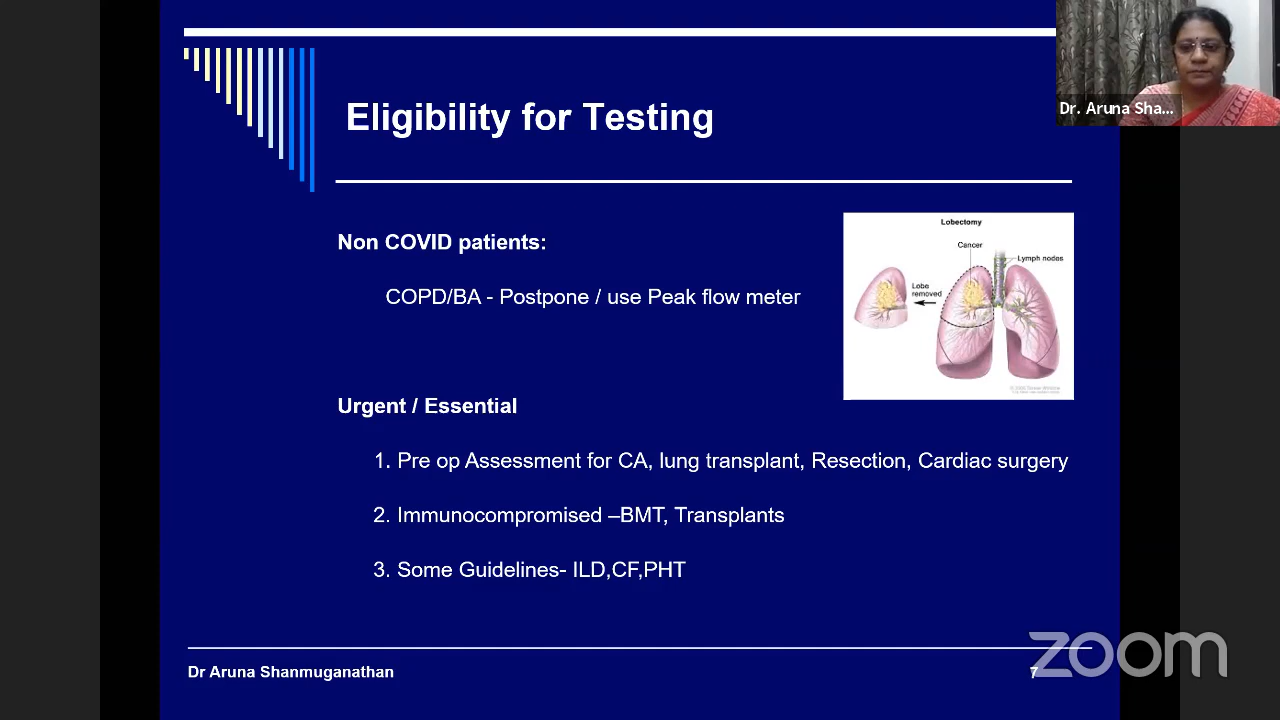 Dr. Aruna Sha...
Eligibility for Testing
Non COVID patients:
COPD/BA - Postpone / use Peak flow meter
Lobectomy
Cancer
Lymph nodes
Lobe
removed
Urgent / Essential
1. Pre op Assessment for CA, lung transplant, Resection, Cardiac surgery
2. Immunocompromised –BMT, Transplants
3. Some Guidelines- ILD,CF,PHT
Dr Aruna Shanmuganathan
7
zoom